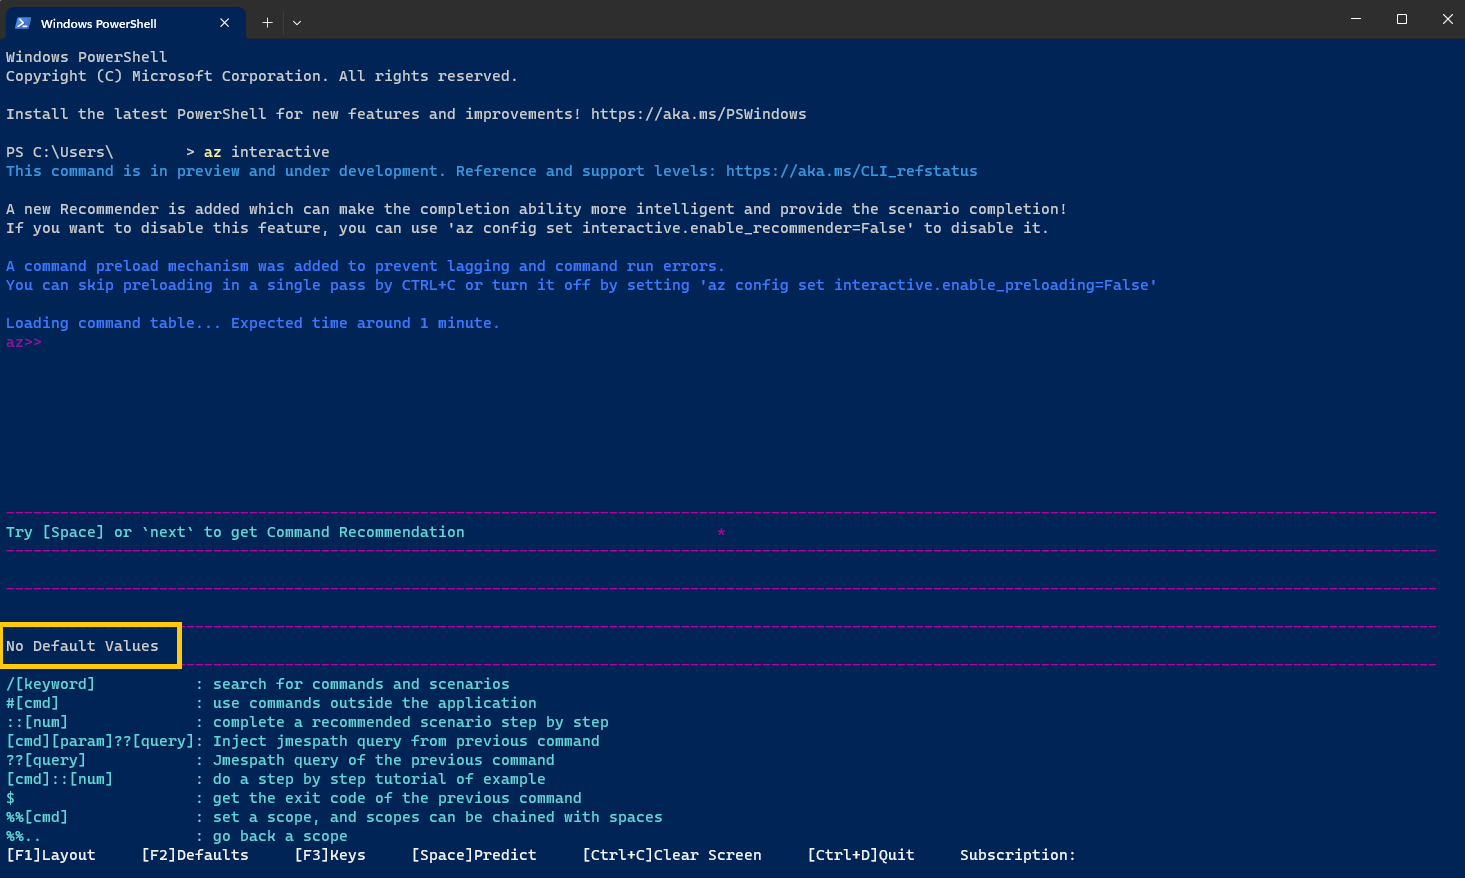 Windows PowerShell
Windows PowerShell
Copyright (C) Microsoft Corporation. All rights reserved.
Install the latest PowerShell for new features and improvements! https://aka.ms/PSWindows
PS C:\Users\        > az interactive
This command is in preview and under development. Reference and support levels: https://aka.ms/CLI_refstatus
A new Recommender is added which can make the completion ability more intelligent and provide the scenario completion!
If you want to disable this feature, you can use 'az config set interactive.enable_recommender=False' to disable it.
A command preload mechanism was added to prevent lagging and command run errors.
You can skip preloading in a single pass by CTRL+C or turn it off by setting 'az config set interactive.enable_preloading=False'
Loading command table... Expected time around 1 minute.
az>>
Try [Space] or `next` to get Command Recommendation *
No Default Values
/[keyword] : search for commands and scenarios
#[cmd] : use commands outside the application
::[num] : complete a recommended scenario step by step
[cmd][param]??[query]: Inject jmespath query from previous command
??[query] : Jmespath query of the previous command
[cmd]::[num] : do a step by step tutorial of example
$ : get the exit code of the previous command
%%[cmd] : set a scope, and scopes can be chained with spaces
%%.. : go back a scope
[F1]Layout [F2]Defaults [F3]Keys [Space]Predict [Ctrl+C]Clear Screen [Ctrl+D]Quit Subscription: